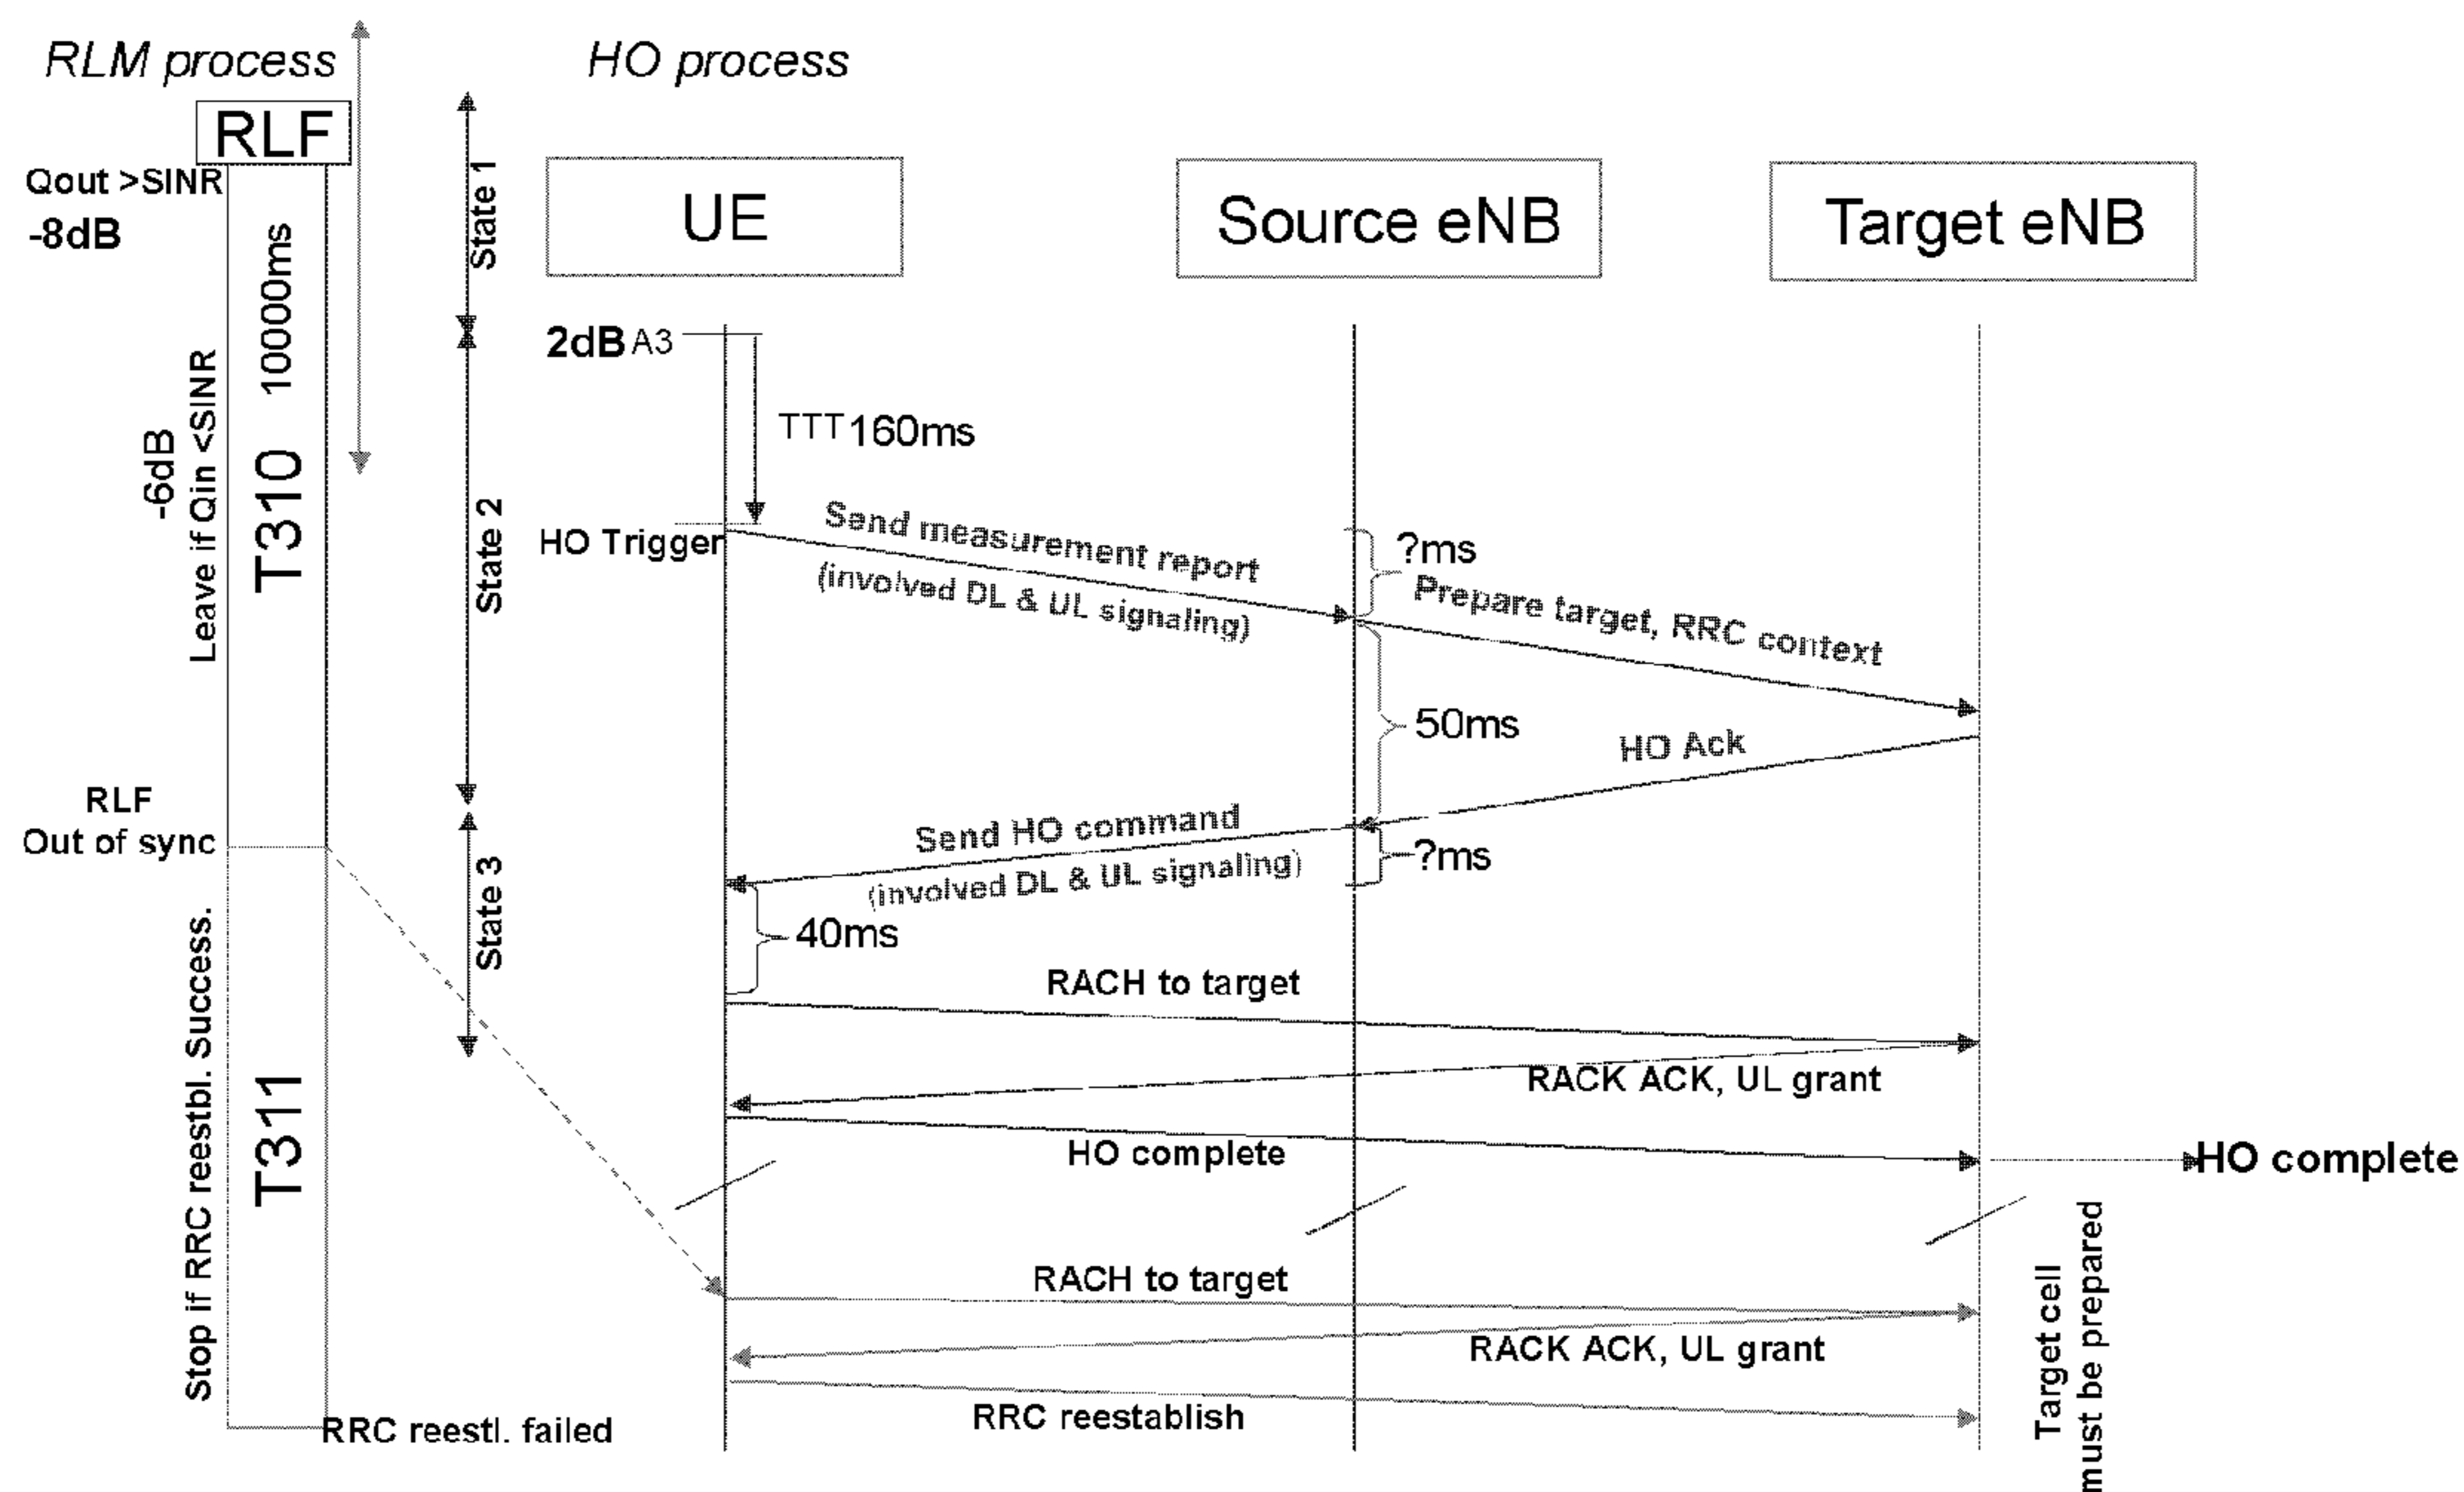 RLM process
HO process
RLF
Qout >SINR
-8dB
T310 10000ms
-6dB
Leave if Qin <SINR
RLF
Out of sync
T311
Stop if RRC reestbl. Success.
RRC reestl. failed
State 1
State 2
State 3
UE
Source eNB
Target eNB
2dB A3
TTT 160ms
HO Trigger
Send measurement report
(involved DL & UL signaling)
?ms
Prepare target, RRC context
50ms
HO Ack
Send HO command
(involved DL & UL signaling)
?ms
40ms
RACH to target
RACK ACK, UL grant
HO complete
HO complete
RACH to target
RACK ACK, UL grant
RRC reestablish
Target cell
must be prepared